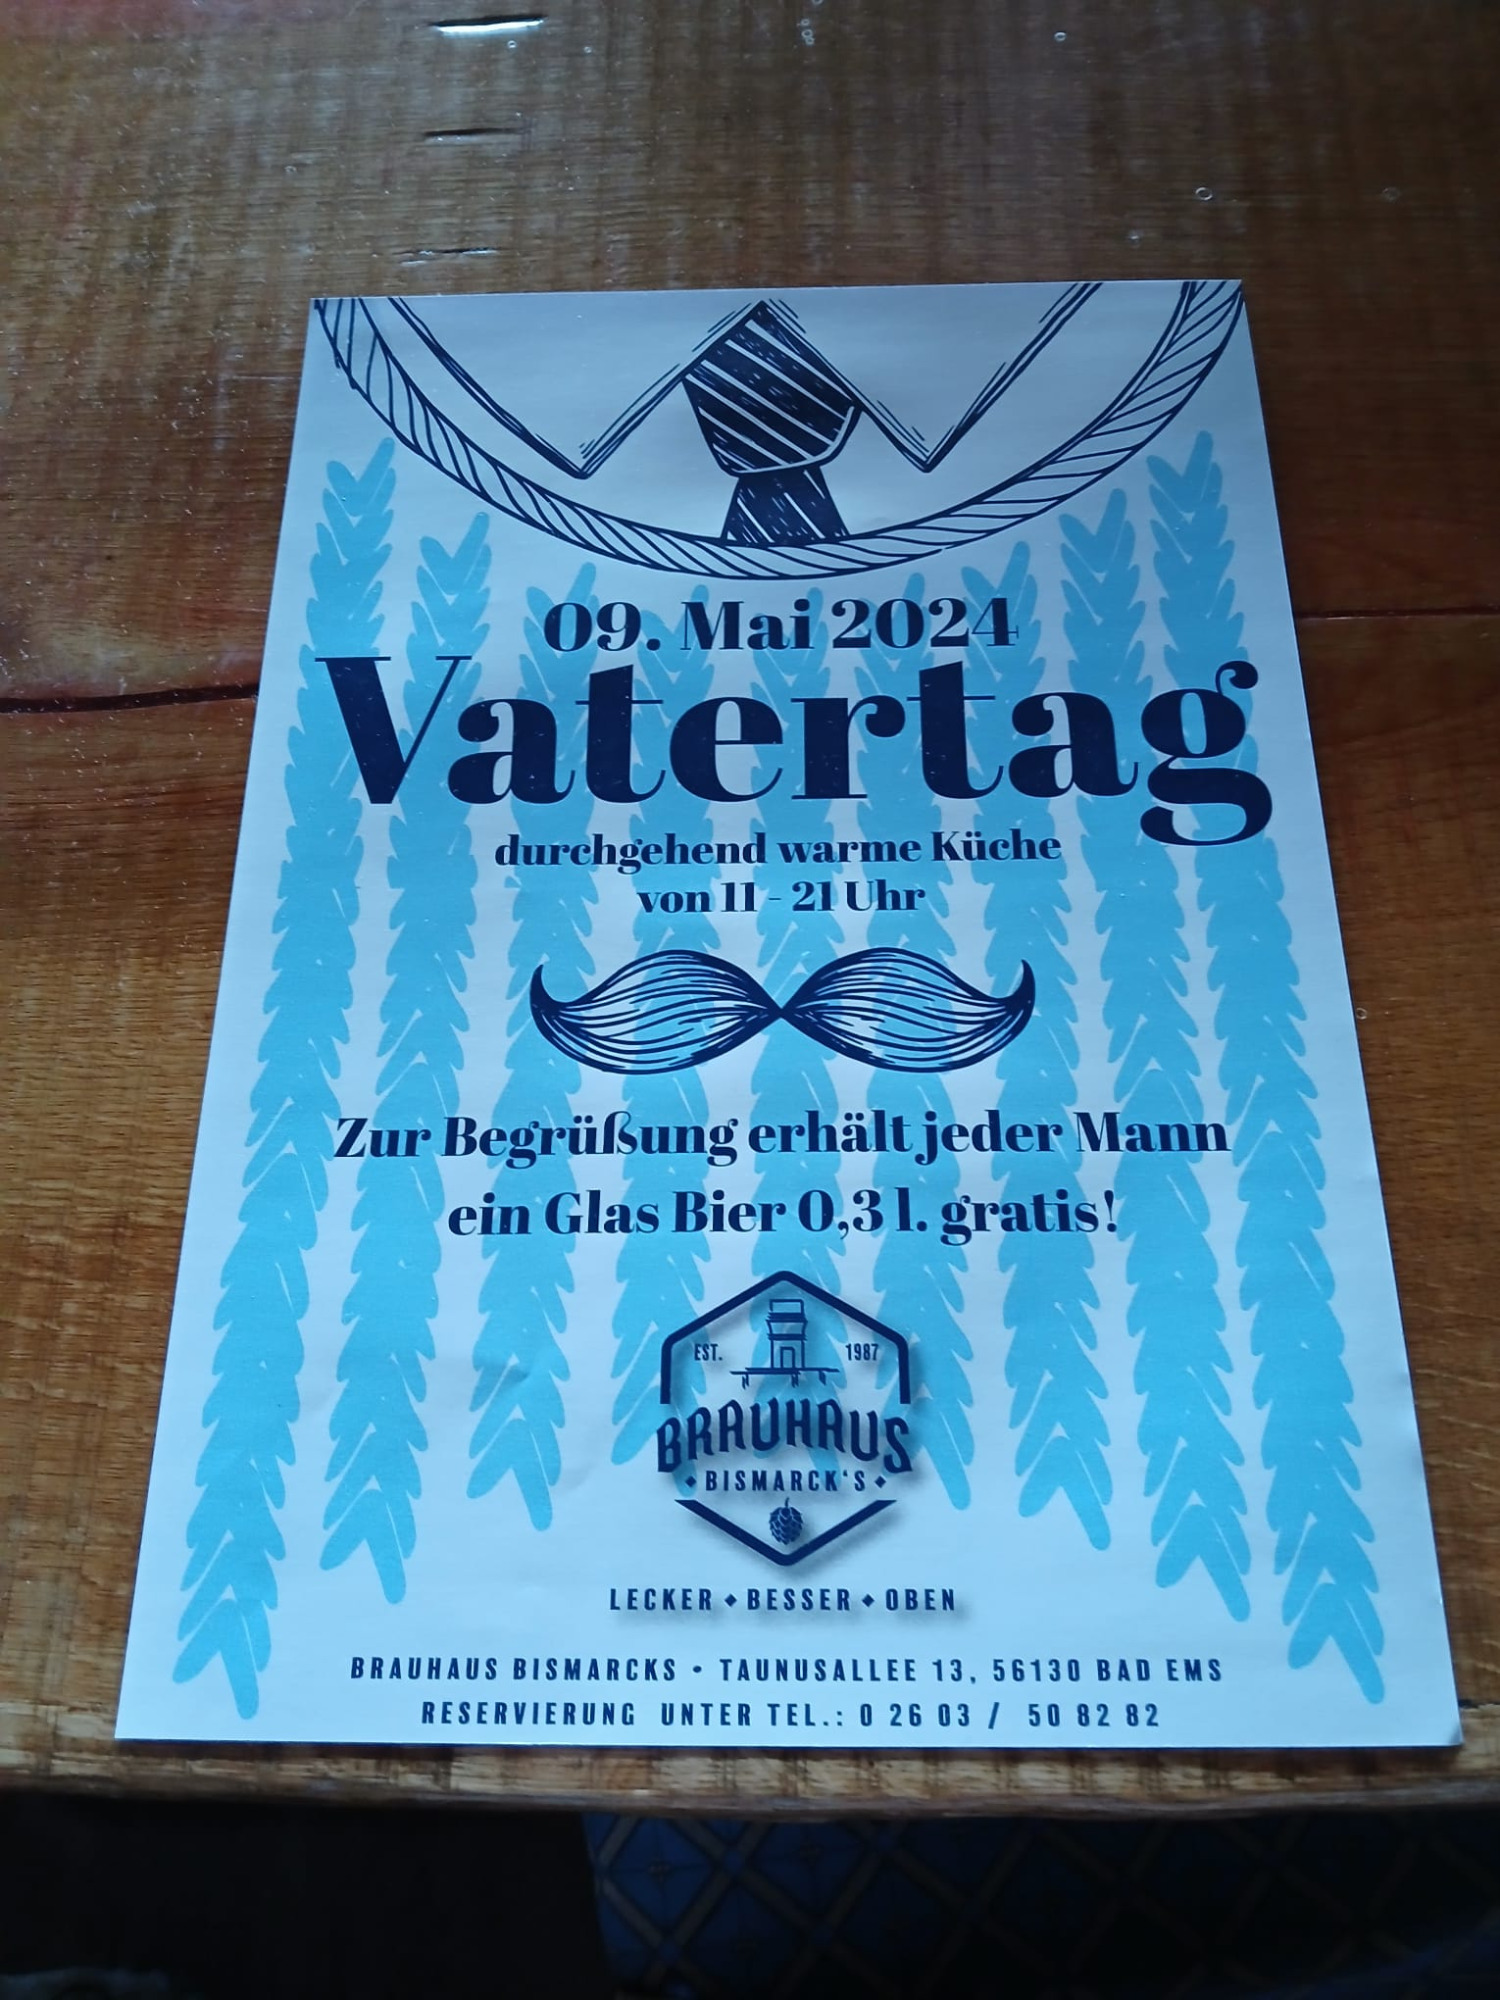 09. Mai 2024
Vatertag
durchgehend warme Küche
von 11 - 21 Uhr
Zur Begrüßung erhält jeder Mann
ein Glas Bier 0,3 l. gratis!
EST. 1987
BRAUHAUS
BISMARCK'S
LECKER ◆ BESSER ◆ OBEN
BRAUHAUS BISMARCKS • TAUNUSALLEE 13, 56130 BAD EMS
RESERVIERUNG UNTER TEL.: 0 26 03 / 50 82 82